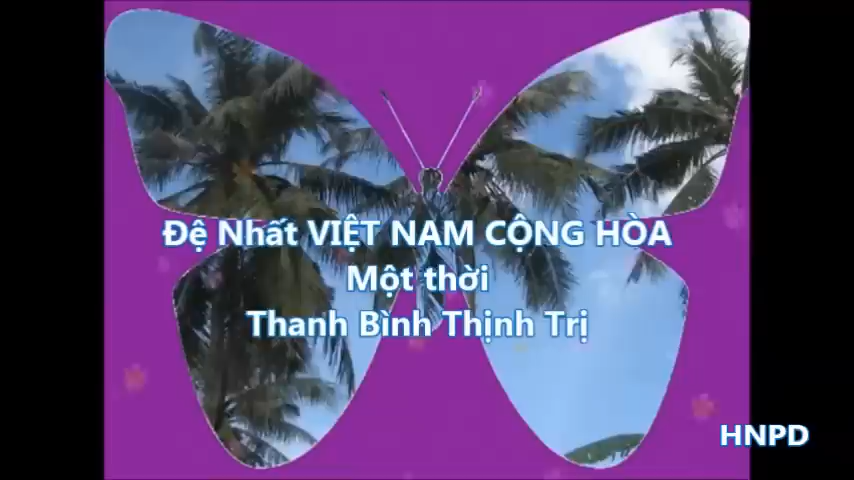 Đệ Nhất VIỆT NAM CỘNG HÒA
Một thời
Thanh Bình Thịnh Trị
HNPD